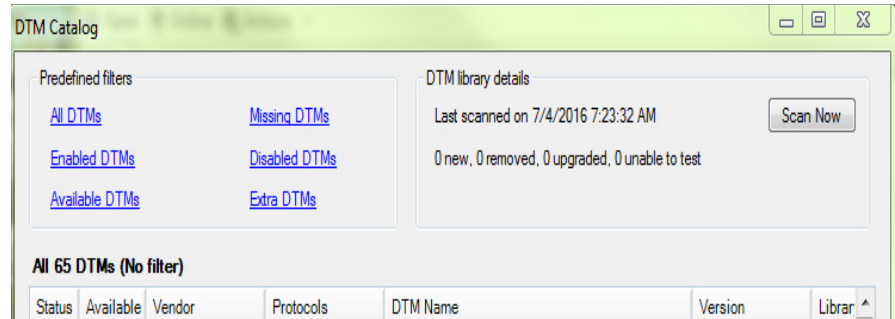 DTM Catalog
Predefined filters
All DTMs Missing DTMs
Enabled DTMs Disabled DTMs
Available DTMs Extra DTMs
DTM library details
Last scanned on 7/4/2016 7:23:32 AM Scan Now
0 new, 0 removed, 0 upgraded, 0 unable to test
All 65 DTMs (No filter)
Status Available Vendor Protocols DTM Name Version Librar